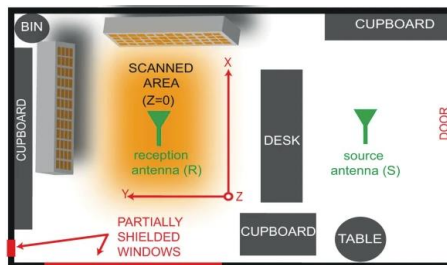 BIN
CUPBOARD
SCANNED
AREA
(Z=0)
X
CUPBOARD
DESK
DOOR
reception
antenna (R)
source
antenna (S)
Y
Z
PARTIALLY
SHIELDED
WINDOWS
CUPBOARD
TABLE